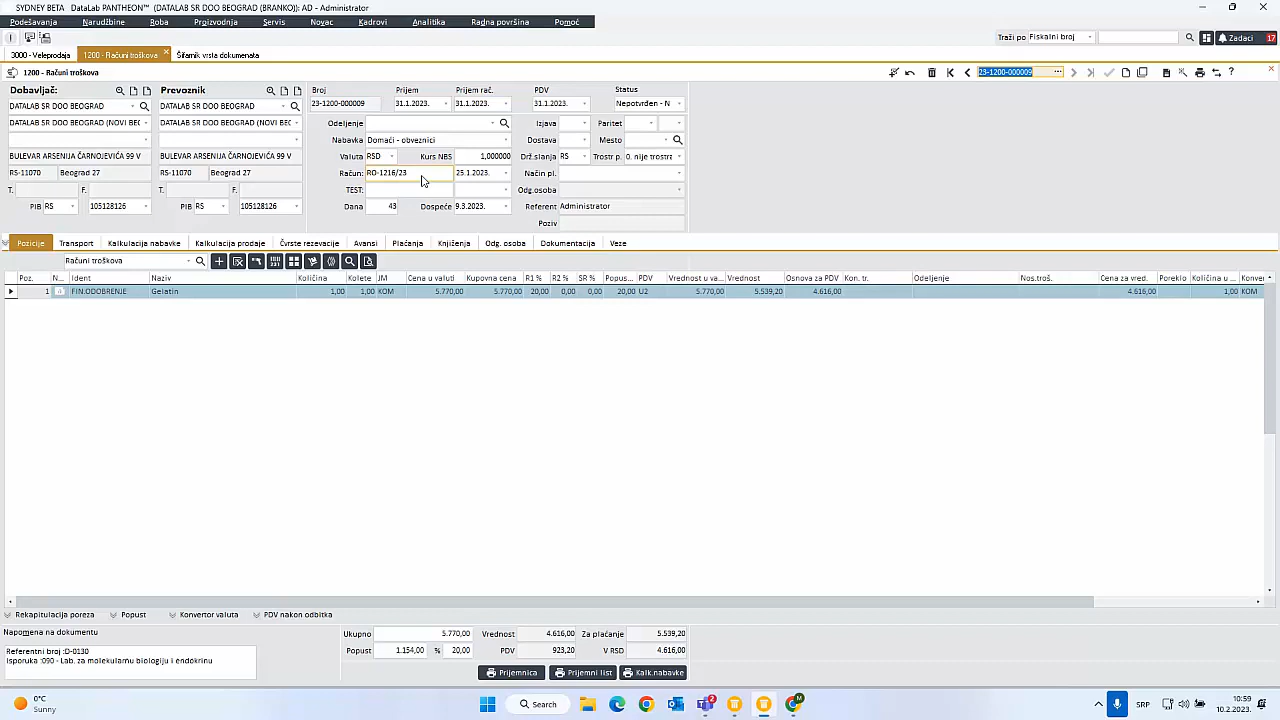 SYDNEY BETA DataLab PANTHEON™ (DATALAB SR DOO BEOGRAD (BRANKO)): AD - Administrator
Podešavanja Narudžbine Roba Proizvodnja Servis Novac Kadrovi Analitika Radna površina Pomoć
Traži po Fiskalni broj Zadaci 17
3000 - Veleprodaja 1200 - Računi troškova Šifarnik vrsta dokumenata
1200 - Računi troškova 23-1200-000009
Dobavljač: Prevoznik Broj Prijem Prijem rač. PDV Status
DATALAB SR DOO BEOGRAD DATALAB SR DOO BEOGRAD 23-1200-000009 31.1.2023. 31.1.2023. 31.1.2023. Nepotvrđen - N
DATALAB SR DOO BEOGRAD (NOVI BEC DATALAB SR DOO BEOGRAD (NOVI BEC Odeljenje Izjava Paritet
Nabavka Domaći - obveznici Dostava Mesto
BULEVAR ARSENIJA ČARNOJEVIĆA 99 V BULEVAR ARSENIJA ČARNOJEVIĆA 99 V Valuta RSD Kurs NBS 1,000000 Drž.slanja RS Trostr p. 0. nije trostra
RS-11070 Beograd 27 RS-11070 Beograd 27 Račun: RO-1216/23 25.1.2023. Način pl.
T. F. T. F. TEST: Odg.osoba
PIB RS 105128126 PIB RS 105128126 Dana 43 Dospeće 9.3.2023. Referent Administrator
Poziv
Pozicije Transport Kalkulacija nabavke Kalkulacija prodaje Čvrste rezevacije Avansi Plaćanja Knjiženja Odg. osoba Dokumentacija Veze
Računi troškova
Poz. N... Ident Naziv Količina Kolete JM Cena u valuti Kupovna cena R1 % R2 % SR % Popus... PDV Vrednost u va... Vrednost Osnova za PDV Kon. tr. Odeljenje Nos.troš. Cena za vred. Poreklo Količina u ... Konver
1 FIN.ODOBRENJE Gelatin 1,00 1,00 KOM 5.770,00 5.770,00 20,00 0,00 0,00 20,00 U2 5.770,00 5.539,20 4.616,00 4.616,00 1,00 KOM
Rekapitulacija poreza Popust Konvertor valuta PDV nakon odbitka
Napomena na dokumentu Ukupno 5.770,00 Vrednost 4.616,00 Za plaćanje 5.539,20
Referentni broj :D-0130 Popust 1.154,00 % 20,00 PDV 923,20 V RSD 4.616,00
Isporuka :090 - Lab. za molekularnu biologiju i endokrinu
Prijemnica Prijemni list Kalk.nabavke
0°C
Sunny
Search
2
SRP
10.59
10.2.2023.